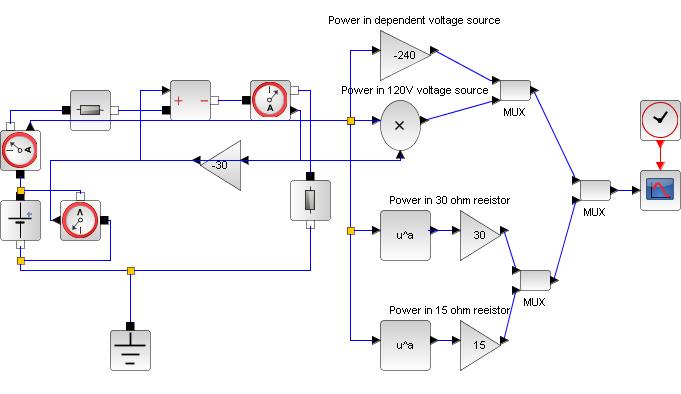 Power in dependent voltage source
-240
Power in 120V voltage source
MUX
+ -
A
×
A
-30
MUX
A
Power in 30 ohm reeistor
u^a
30
MUX
Power in 15 ohm reeistor
u^a
15